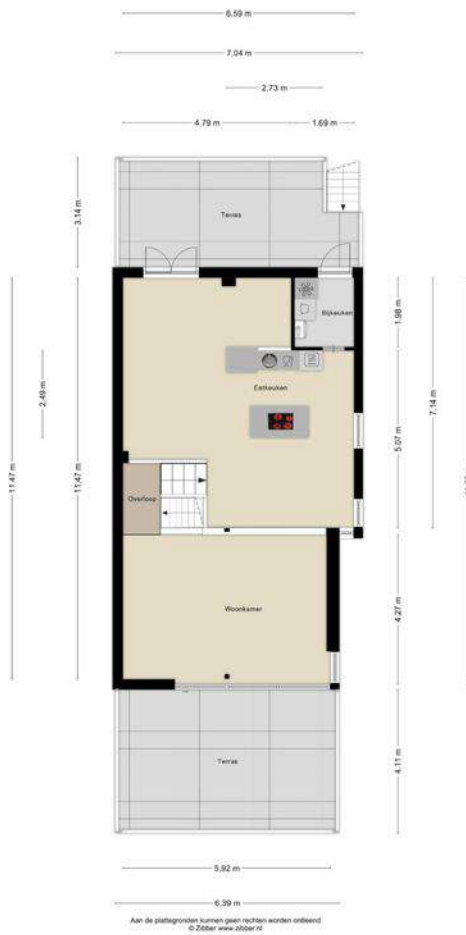 6.59 m
7.04 m
2.73 m
4.79 m
1.69 m
3.14 m
Terras
Bijkeuken
1.98 m
Eetkeuken
2.49 m
7.14 m
5.07 m
11.47 m
11.47 m
Overloop
Woonkamer
4.27 m
Terras
4.11 m
5.92 m
6.39 m
Aan de plattegronden kunnen geen rechten worden ontleend
© Zibber www.zibber.nl